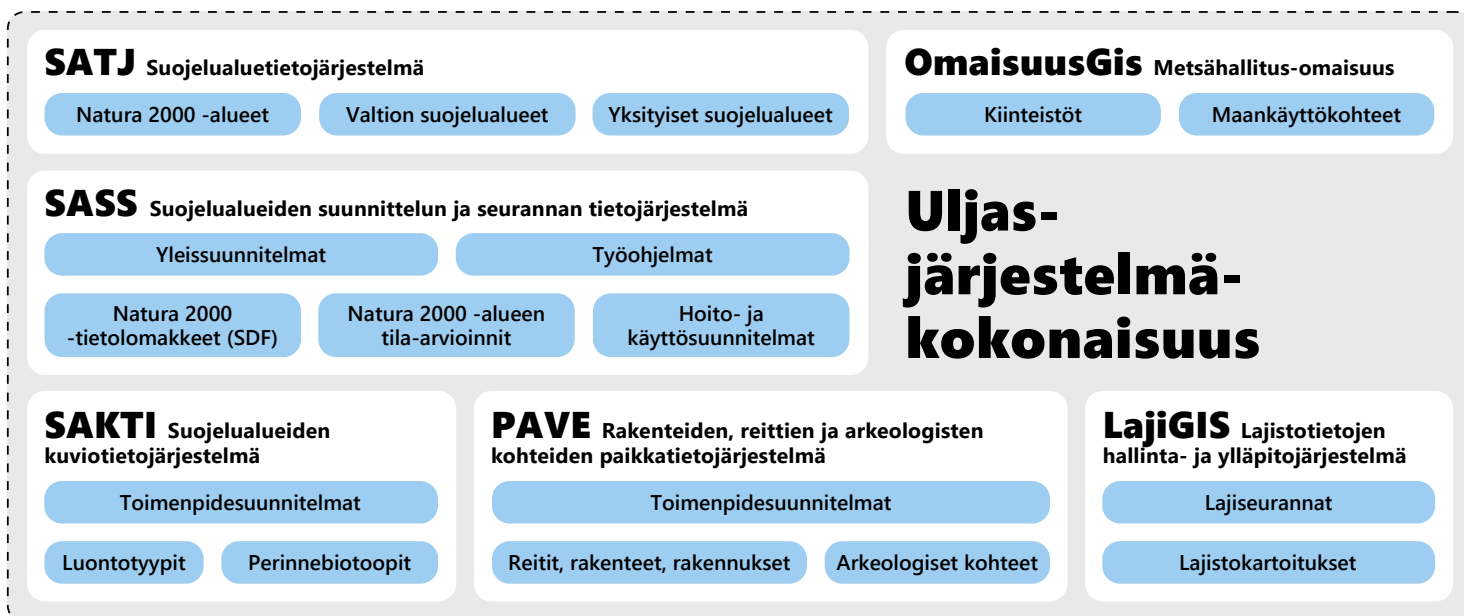 SATJ Suojelualuetietojärjestelmä
Natura 2000 -alueet
Valtion suojelualueet
Yksityiset suojelualueet
OmaisuusGis Metsähallitus-omaisuus
Kiinteistöt
Maankäyttökohteet
SASS Suojelualueiden suunnittelun ja seurannan tietojärjestelmä
Yleissuunnitelmat
Työohjelmat
Natura 2000
-tietolomakkeet (SDF)
Natura 2000 -alueen
tila-arvioinnit
Hoito- ja
käyttösuunnitelmat
Uljas-
järjestelmä-
kokonaisuus
SAKTI Suojelualueiden
kuviotietojärjestelmä
Toimenpidesuunnitelmat
Luontotyypit
Perinnebiotoopit
PAVE Rakenteiden, reittien ja arkeologisten
kohteiden paikkatietojärjestelmä
Toimenpidesuunnitelmat
Reitit, rakenteet, rakennukset
Arkeologiset kohteet
LajiGIS Lajistotietojen
hallinta- ja ylläpitojärjestelmä
Lajiseurannat
Lajistokartoitukset